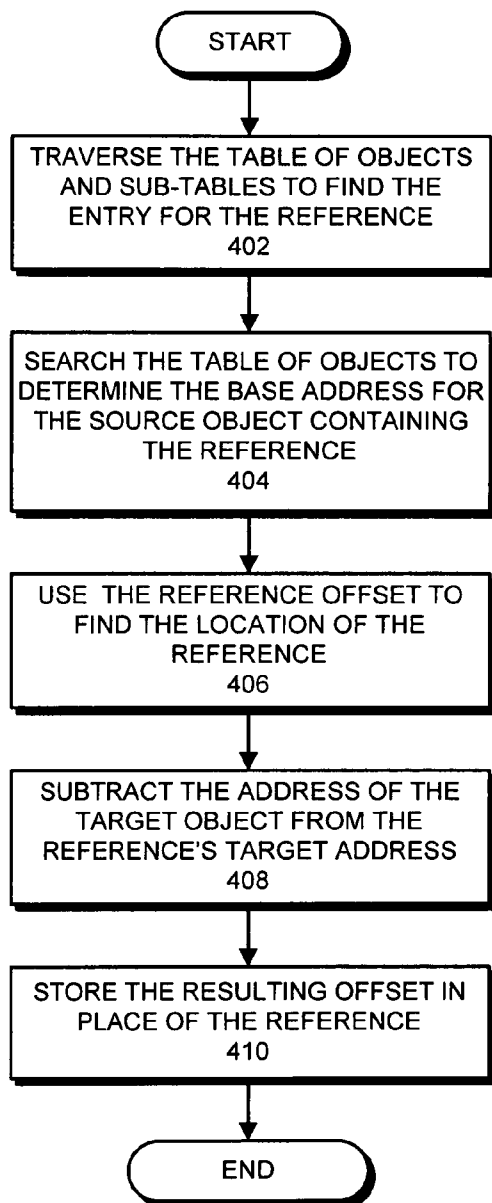 START
TRAVERSE THE TABLE OF OBJECTS
AND SUB-TABLES TO FIND THE
ENTRY FOR THE REFERENCE
402
SEARCH THE TABLE OF OBJECTS TO
DETERMINE THE BASE ADDRESS FOR
THE SOURCE OBJECT CONTAINING
THE REFERENCE
404
USE THE REFERENCE OFFSET TO
FIND THE LOCATION OF THE
REFERENCE
406
SUBTRACT THE ADDRESS OF THE
TARGET OBJECT FROM THE
REFERENCE'S TARGET ADDRESS
408
STORE THE RESULTING OFFSET IN
PLACE OF THE REFERENCE
410
END